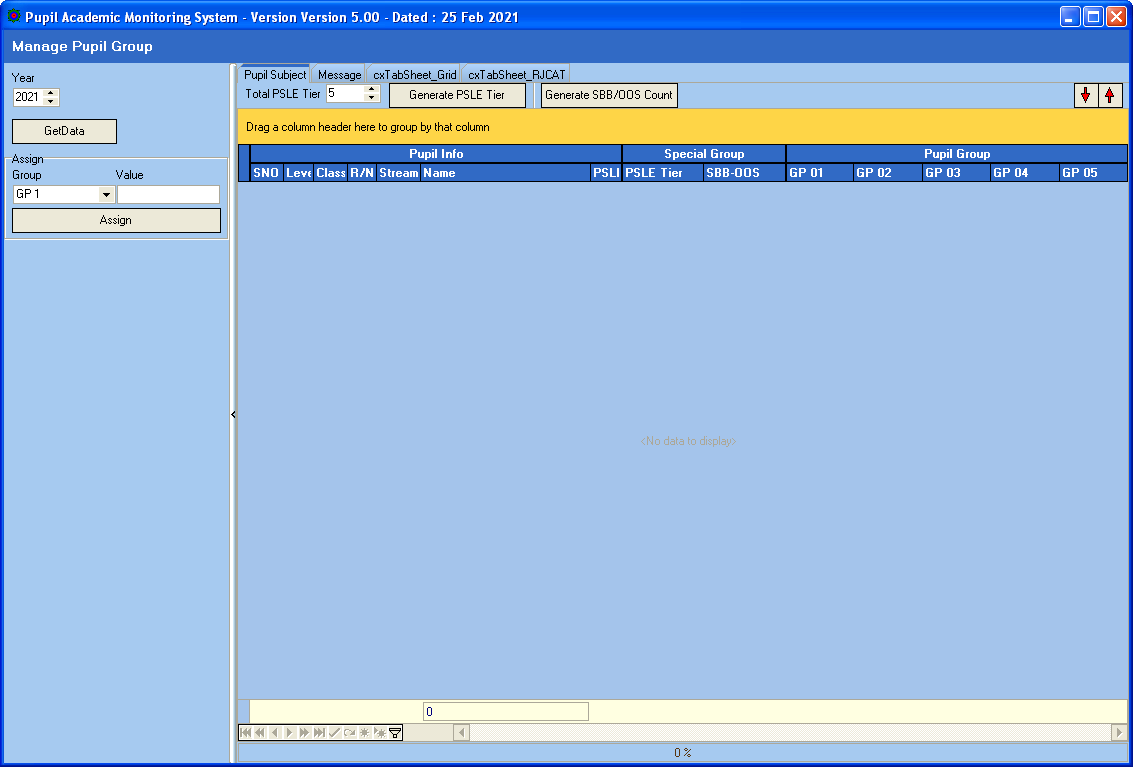 Pupil Academic Monitoring System - Version Version 5.00 - Dated : 25 Feb 2021
Manage Pupil Group
Year
2021
GetData
Assign
Group Value
GP 1
Assign
Pupil Subject Message cxTabSheet_Grid cxTabSheet_RJCAT
Total PSLE Tier 5 Generate PSLE Tier Generate SBB/OOS Count
Drag a column header here to group by that column
Pupil Info Special Group Pupil Group
SNO Leve Class R/N Stream Name PSLI PSLE Tier SBB-OOS GP 01 GP 02 GP 03 GP 04 GP 05
<No data to display>
0
0 %